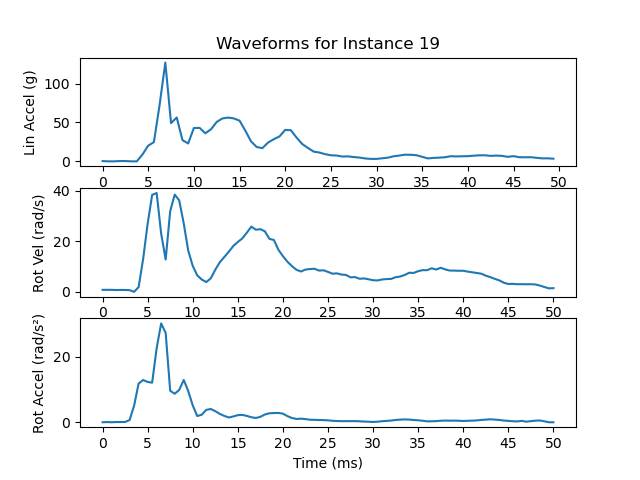 Waveforms for Instance 19
Lin Accel (g)
100
50
0
0 5 10 15 20 25 30 35 40 45 50
Rot Vel (rad/s)
40
20
0
0 5 10 15 20 25 30 35 40 45 50
Rot Accel (rad/s²)
20
0
0 5 10 15 20 25 30 35 40 45 50
Time (ms)